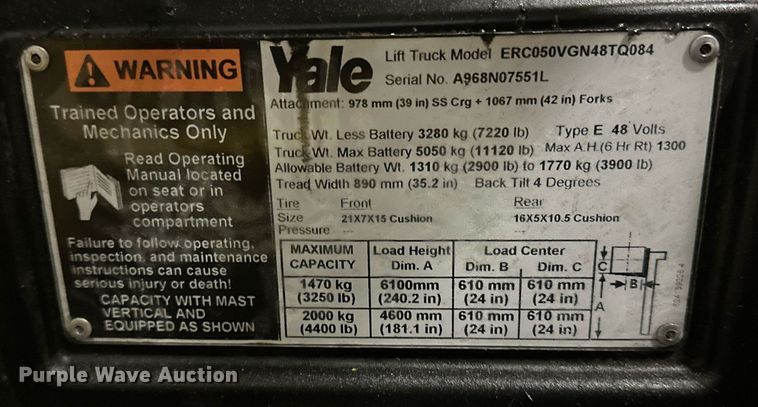 WARNING
Trained Operators and
Mechanics Only
Read Operating
Manual located
on seat or in
operators
compartment
Failure to follow operating,
inspection, and maintenance
instructions can cause
serious injury or death!
CAPACITY WITH MAST
VERTICAL AND
EQUIPPED AS SHOWN
Yale
Lift Truck Model ERC050VGN48TQ084
Serial No. A968N07551L
Attachment: 978 mm (39 in) SS Crg + 1067 mm (42 in) Forks
Truck Wt. Less Battery 3280 kg (7220 lb) Type E 48 Volts
Truck Wt. Max Battery 5050 kg (11120 lb) Max A.H.(6 Hr Rt) 1300
Allowable Battery Wt. 1310 kg (2900 lb) to 1770 kg (3900 lb)
Tread Width 890 mm (35.2 in) Back Tilt 4 Degrees
Tire Front Rear
Size 21X7X15 Cushion 16X5X10.5 Cushion
Pressure --- ---
MAXIMUM CAPACITY Load Height Dim. A Load Center Dim. B Dim. C
1470 kg (3250 lb) 6100mm (240.2 in) 610 mm (24 in) 610 mm (24 in)
2000 kg (4400 lb) 4600 mm (181.1 in) 610 mm (24 in) 610 mm (24 in)
C
B
A
Purple Wave Auction